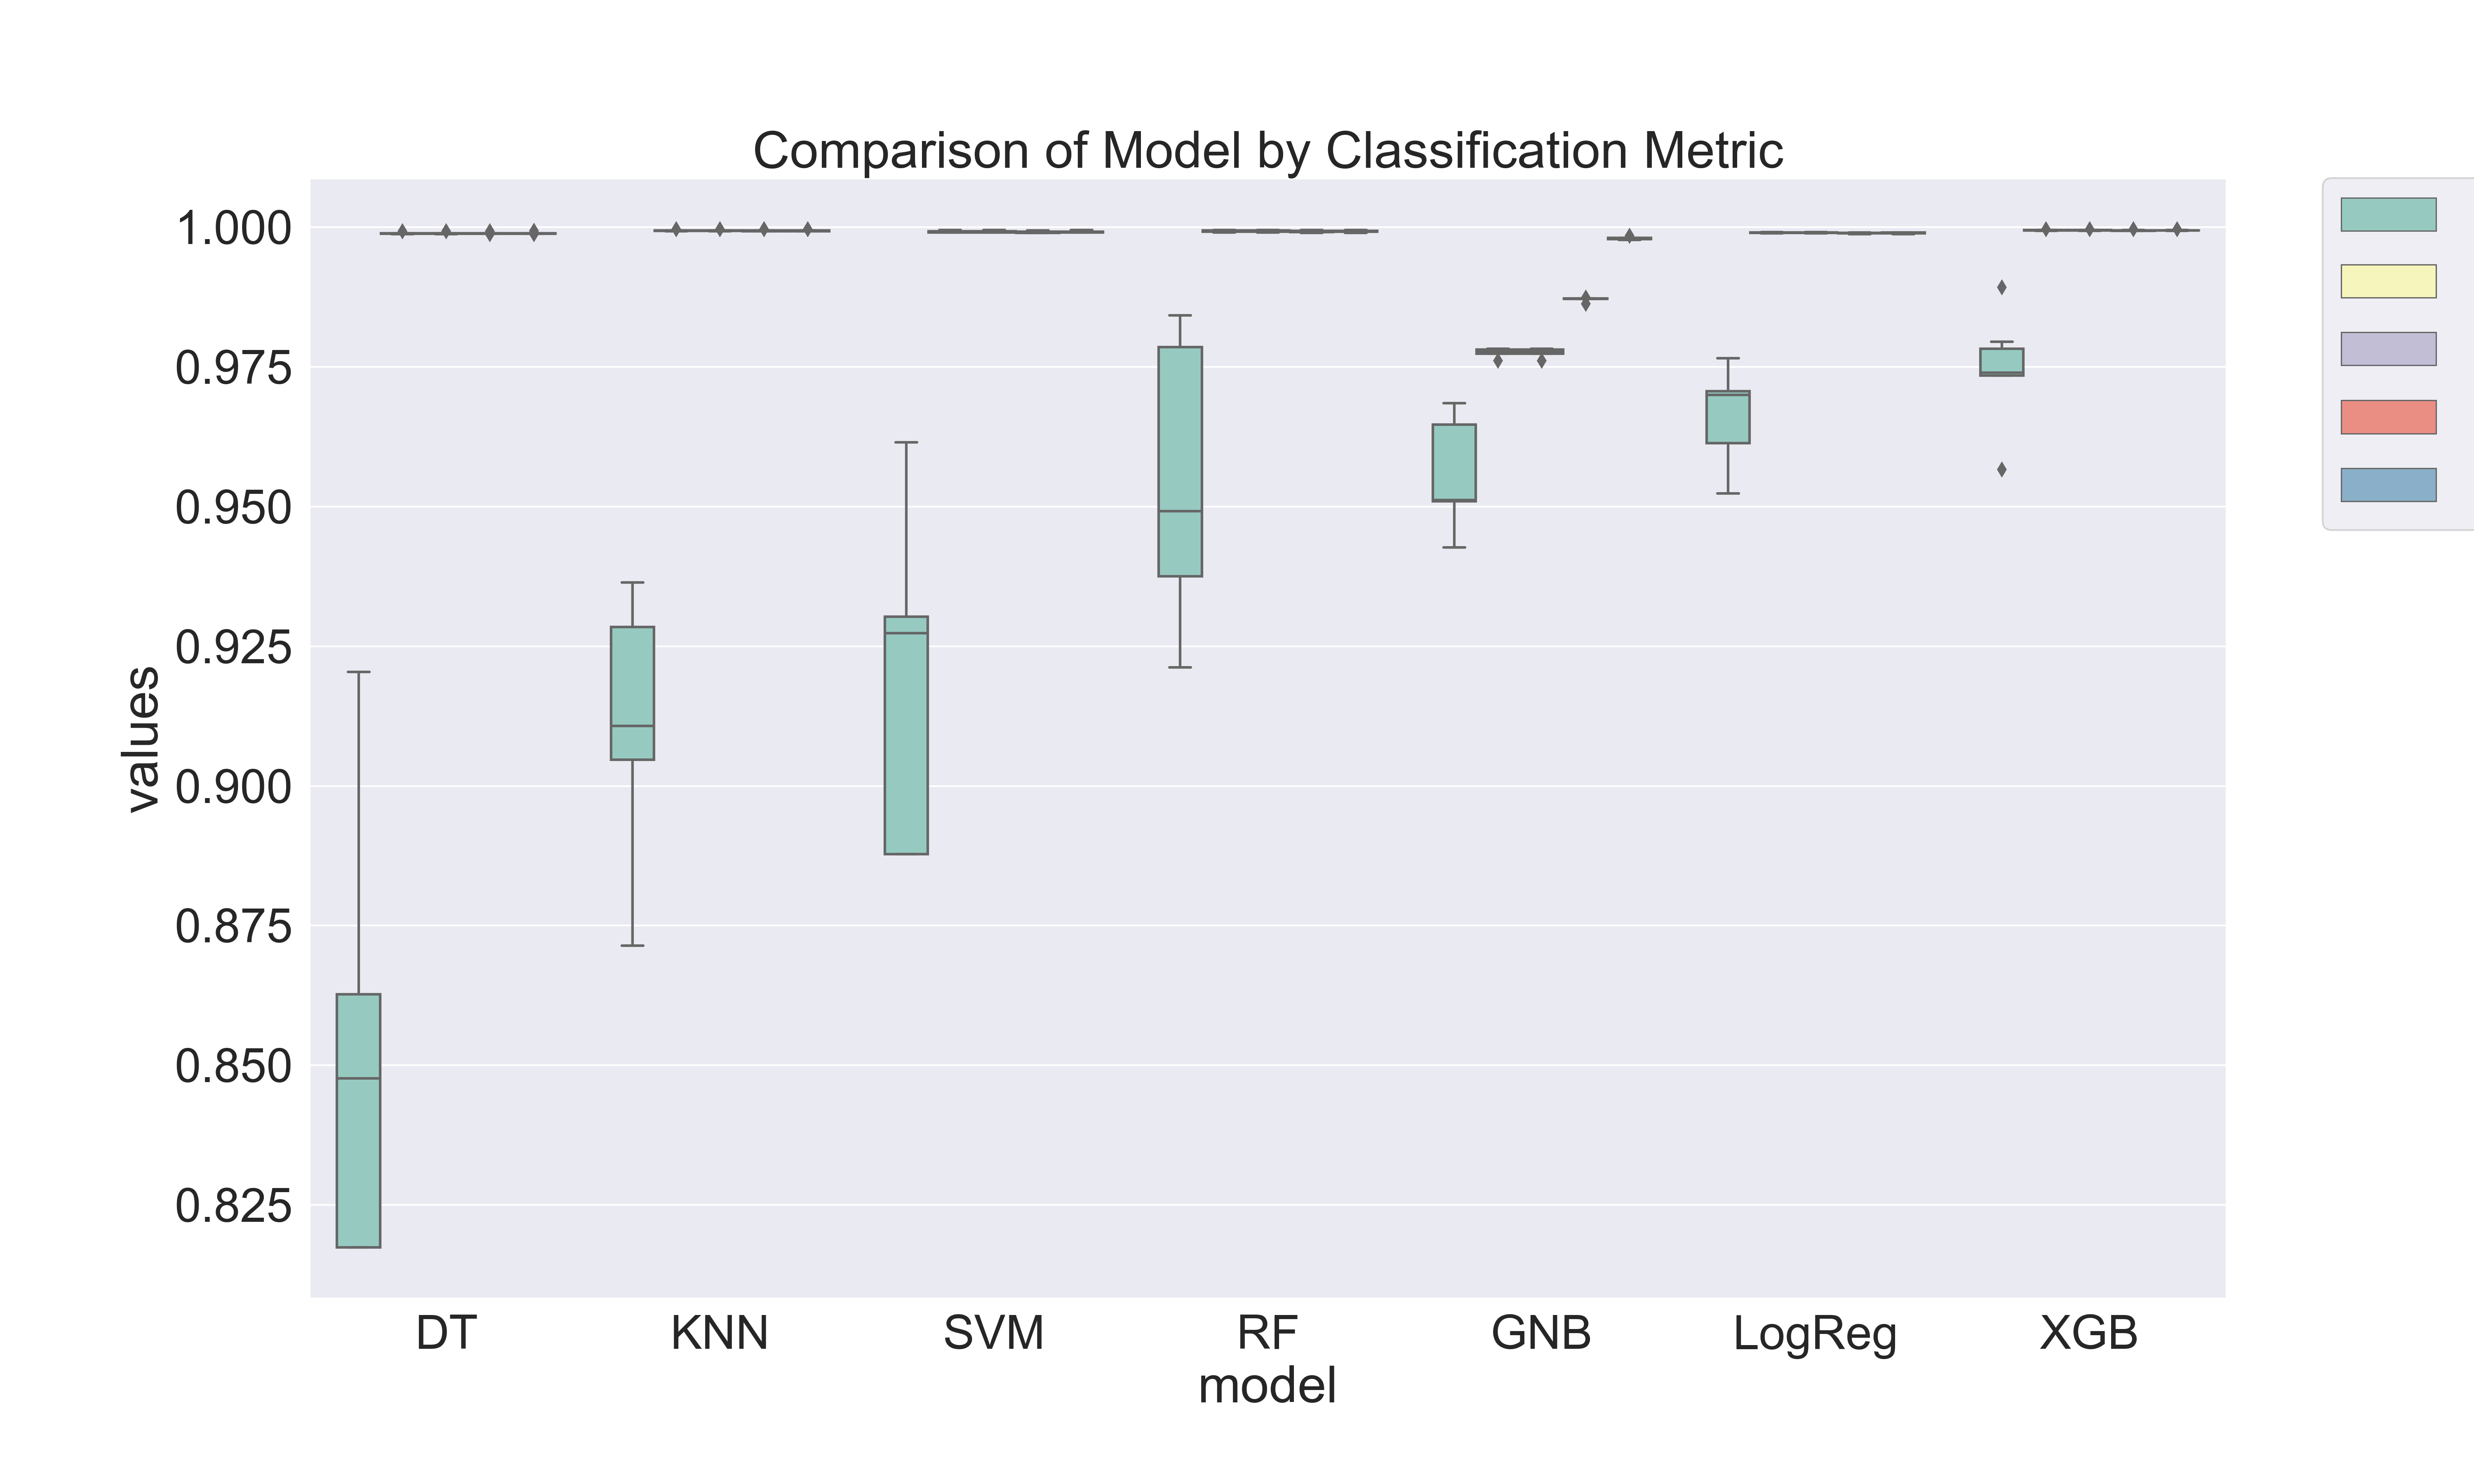 Comparison of Model by Classification Metric
1.000
0.975
0.950
0.925
0.900
0.875
0.850
0.825
values
DT KNN SVM RF GNB LogReg XGB
model